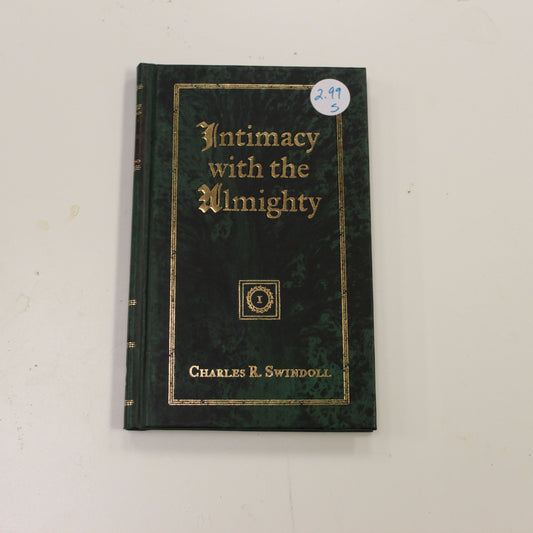 2.99
S
Intimacy
with the
Almighty
I
Charles R. Swindoll